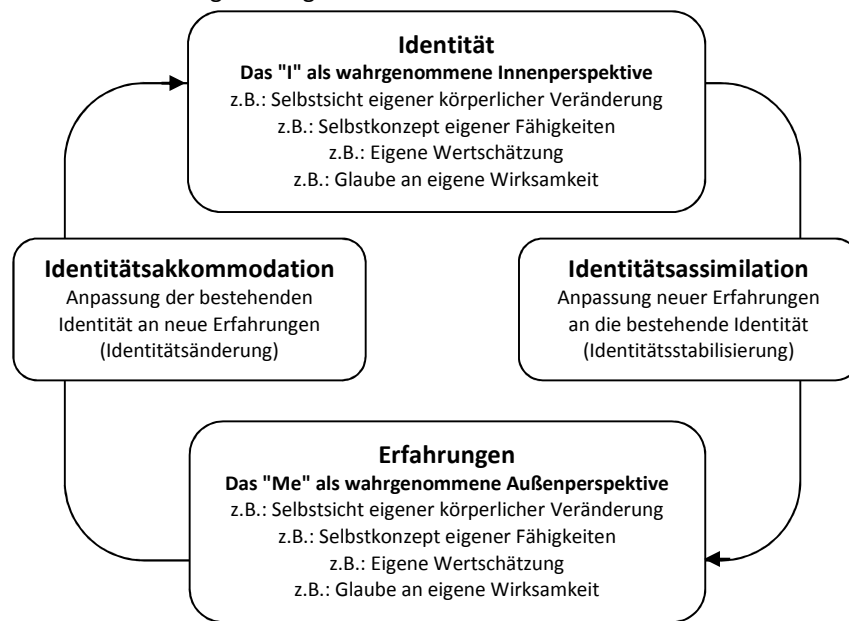 Identität
Das "I" als wahrgenommene Innenperspektive
z.B.: Selbstsicht eigener körperlicher Veränderung
z.B.: Selbstkonzept eigener Fähigkeiten
z.B.: Eigene Wertschätzung
z.B.: Glaube an eigene Wirksamkeit
Identitätsakkommodation
Anpassung der bestehenden
Identität an neue Erfahrungen
(Identitätsänderung)
Identitätsassimilation
Anpassung neuer Erfahrungen
an die bestehende Identität
(Identitätsstabilisierung)
Erfahrungen
Das "Me" als wahrgenommene Außenperspektive
z.B.: Selbstsicht eigener körperlicher Veränderung
z.B.: Selbstkonzept eigener Fähigkeiten
z.B.: Eigene Wertschätzung
z.B.: Glaube an eigene Wirksamkeit